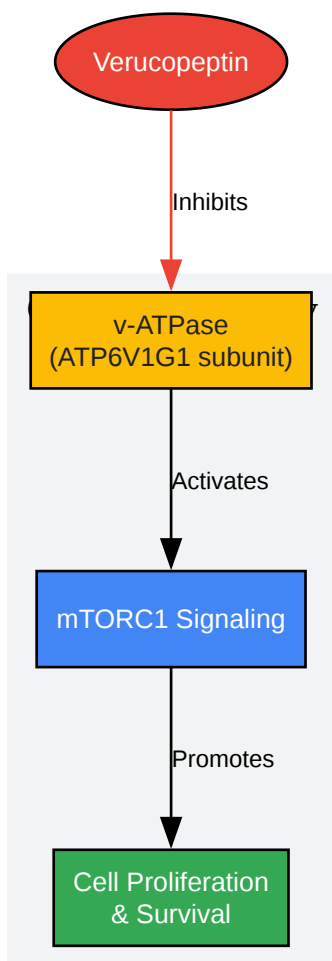 Verucopeptin
Inhibits
v-ATPase
(ATP6V1G1 subunit)
Activates
mTORC1 Signaling
Promotes
Cell Proliferation
& Survival